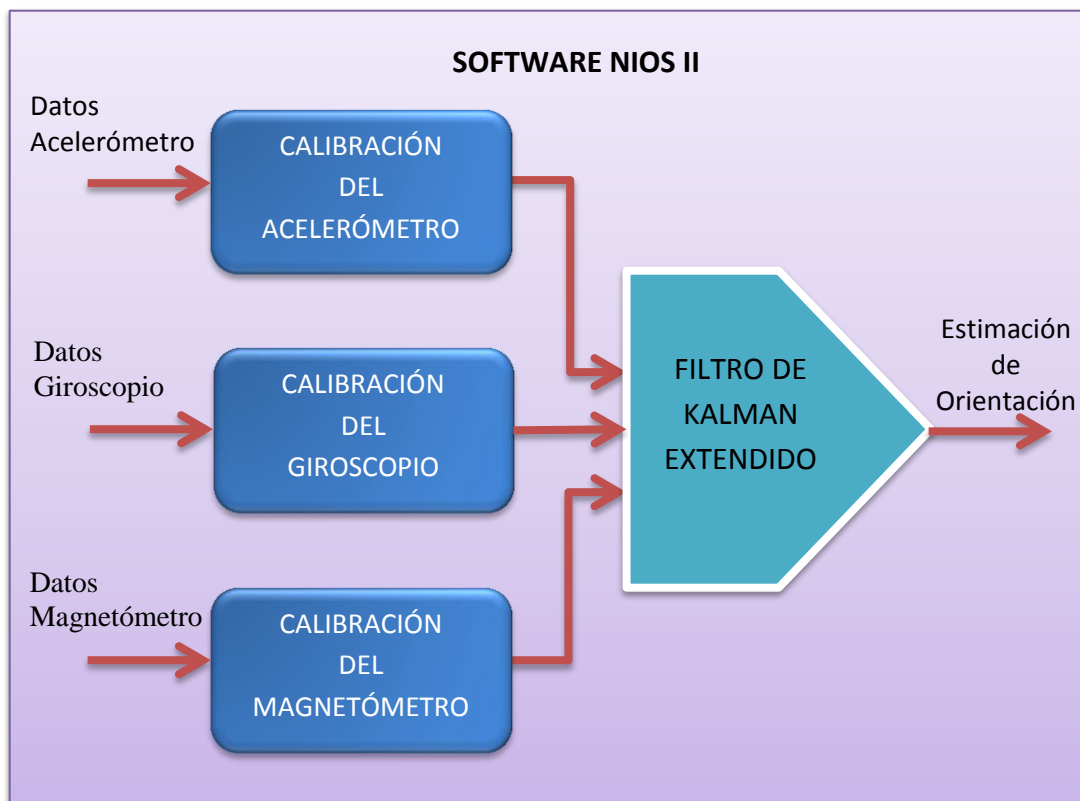 SOFTWARE NIOS II
Datos
Acelerómetro
CALIBRACIÓN
DEL
ACELERÓMETRO
Datos
Giroscopio
CALIBRACIÓN
DEL
GIROSCOPIO
Datos
Magnetómetro
CALIBRACIÓN
DEL
MAGNETÓMETRO
FILTRO DE
KALMAN
EXTENDIDO
Estimación
de
Orientación